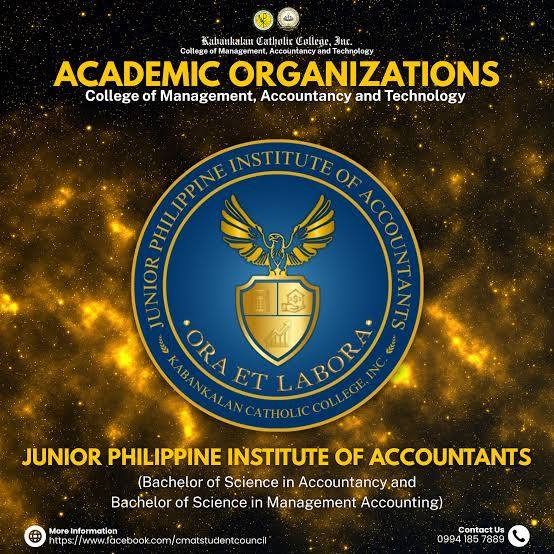 Kabankalan Catholic College, Inc.
College of Management, Accountancy and Technology
ACADEMIC ORGANIZATIONS
College of Management, Accountancy and Technology
JUNIOR PHILIPPINE INSTITUTE OF ACCOUNTANTS
• ORA ET LABORA •
KABANKALAN CATHOLIC COLLEGE, INC.
JUNIOR PHILIPPINE INSTITUTE OF ACCOUNTANTS
(Bachelor of Science in Accountancy and
Bachelor of Science in Management Accounting)
More Information
https://www.facebook.com/cmatstudentcouncil
Contact Us
0994 185 7889